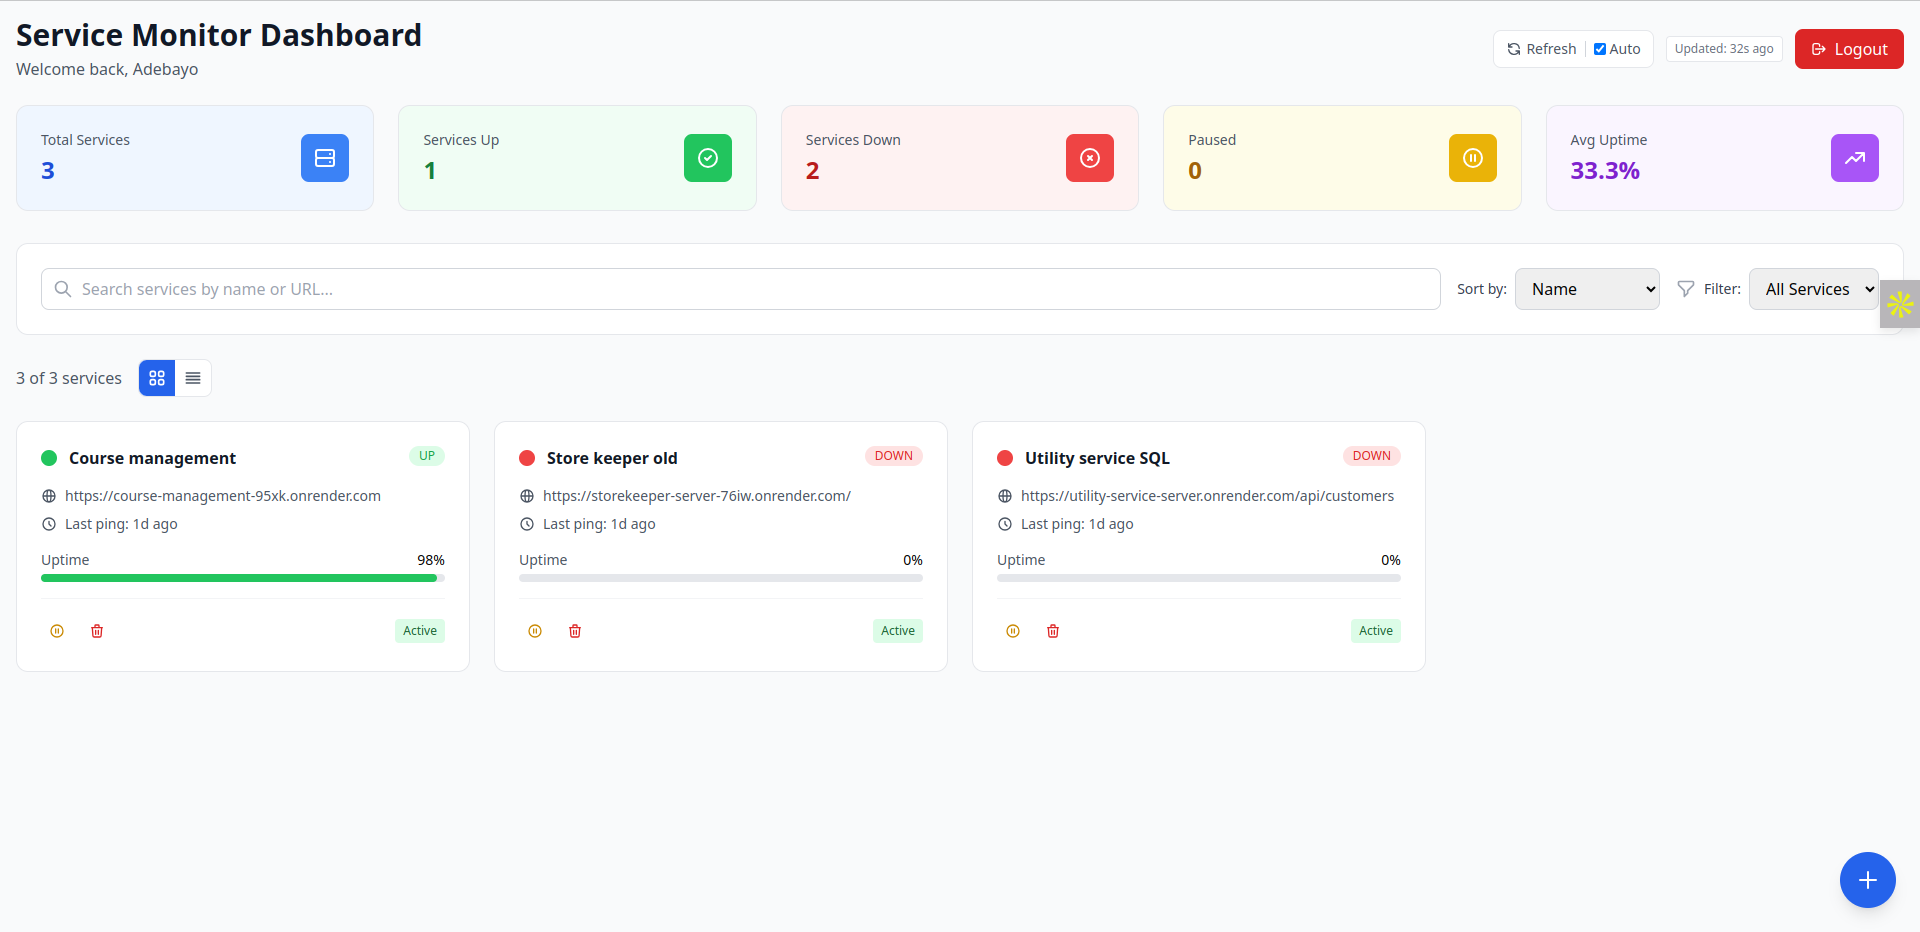 Service Monitor Dashboard
Welcome back, Adebayo
Refresh
Auto
Updated: 32s ago
Logout
Total Services
3
Services Up
1
Services Down
2
Paused
0
Avg Uptime
33.3%
Search services by name or URL...
Sort by:
Name
Filter:
All Services
3 of 3 services
Course management
UP
https://course-management-95xk.onrender.com
Last ping: 1d ago
Uptime
98%
Active
Store keeper old
DOWN
https://storekeeper-server-76iw.onrender.com/
Last ping: 1d ago
Uptime
0%
Active
Utility service SQL
DOWN
https://utility-service-server.onrender.com/api/customers
Last ping: 1d ago
Uptime
0%
Active